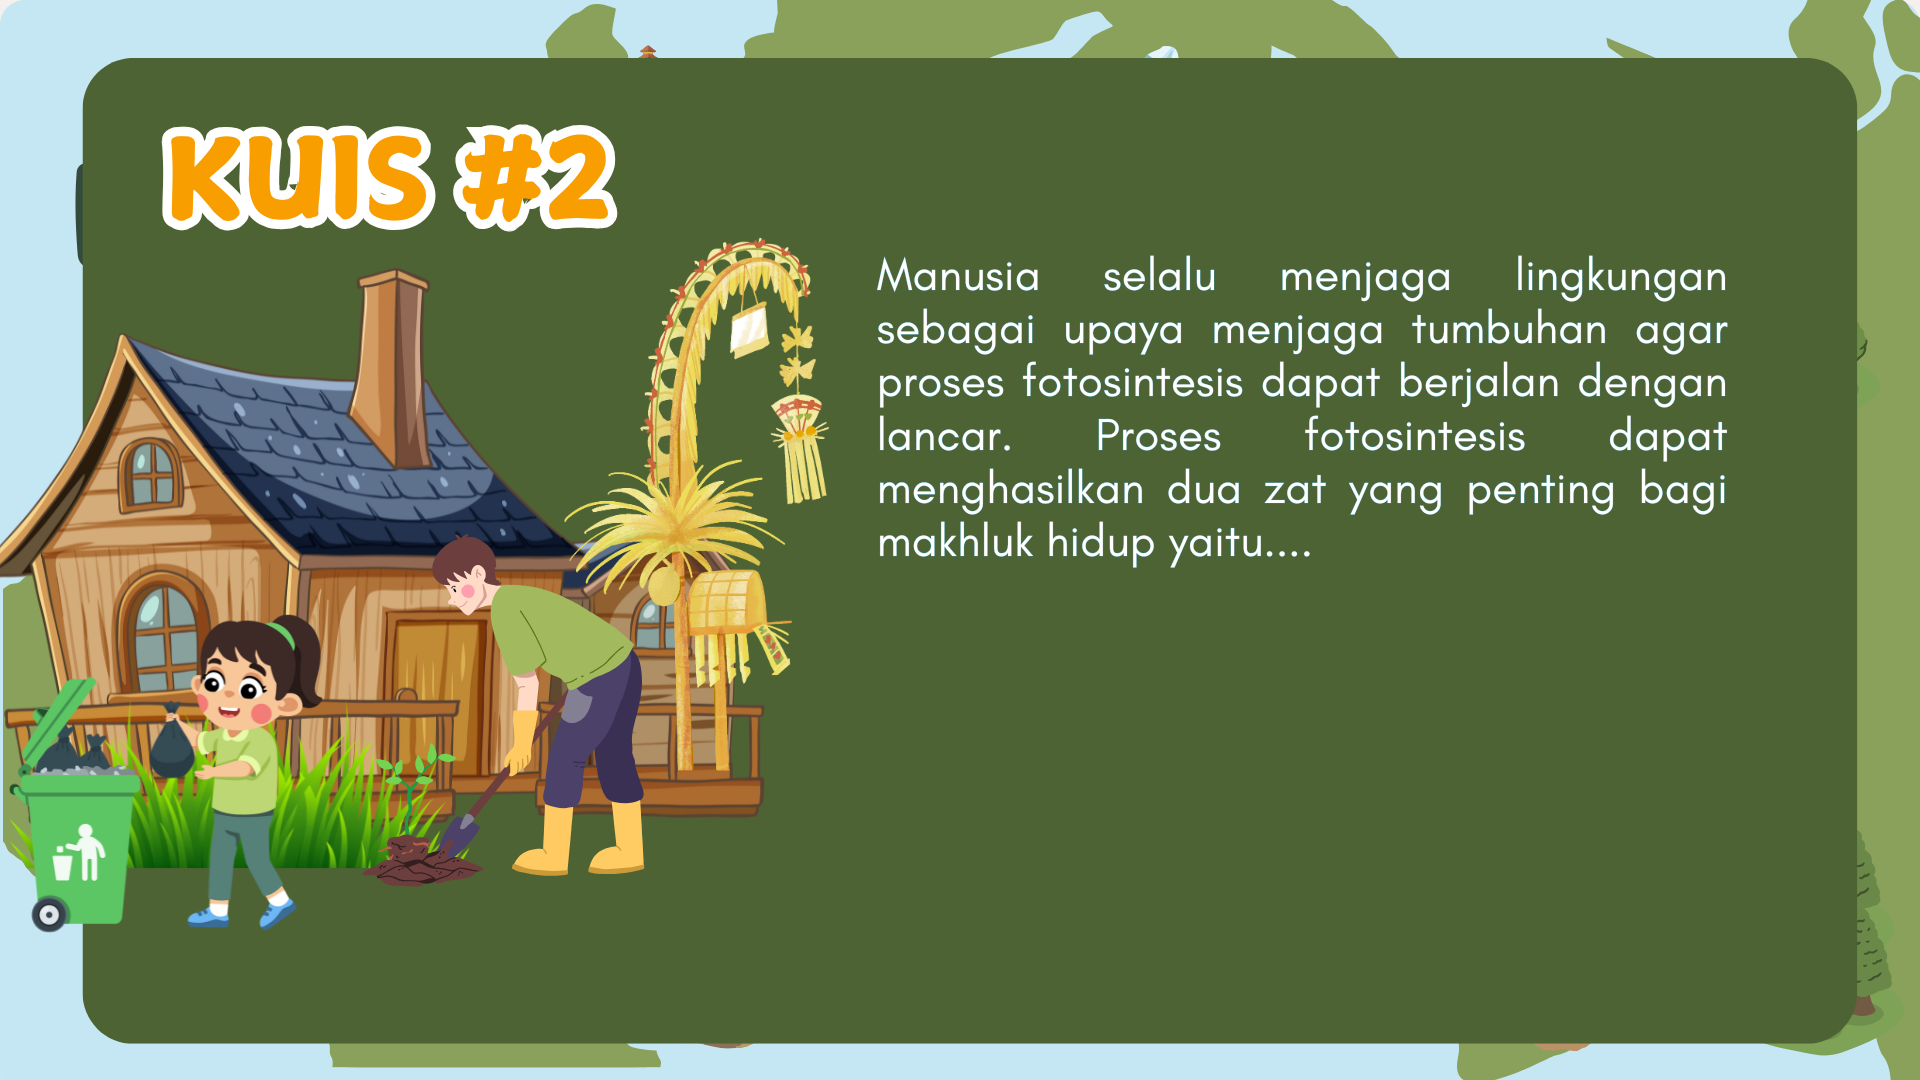 KUIS #2
Manusia selalu menjaga lingkungan
sebagai upaya menjaga tumbuhan agar
proses fotosintesis dapat berjalan dengan
lancar. Proses fotosintesis dapat
menghasilkan dua zat yang penting bagi
makhluk hidup yaitu....